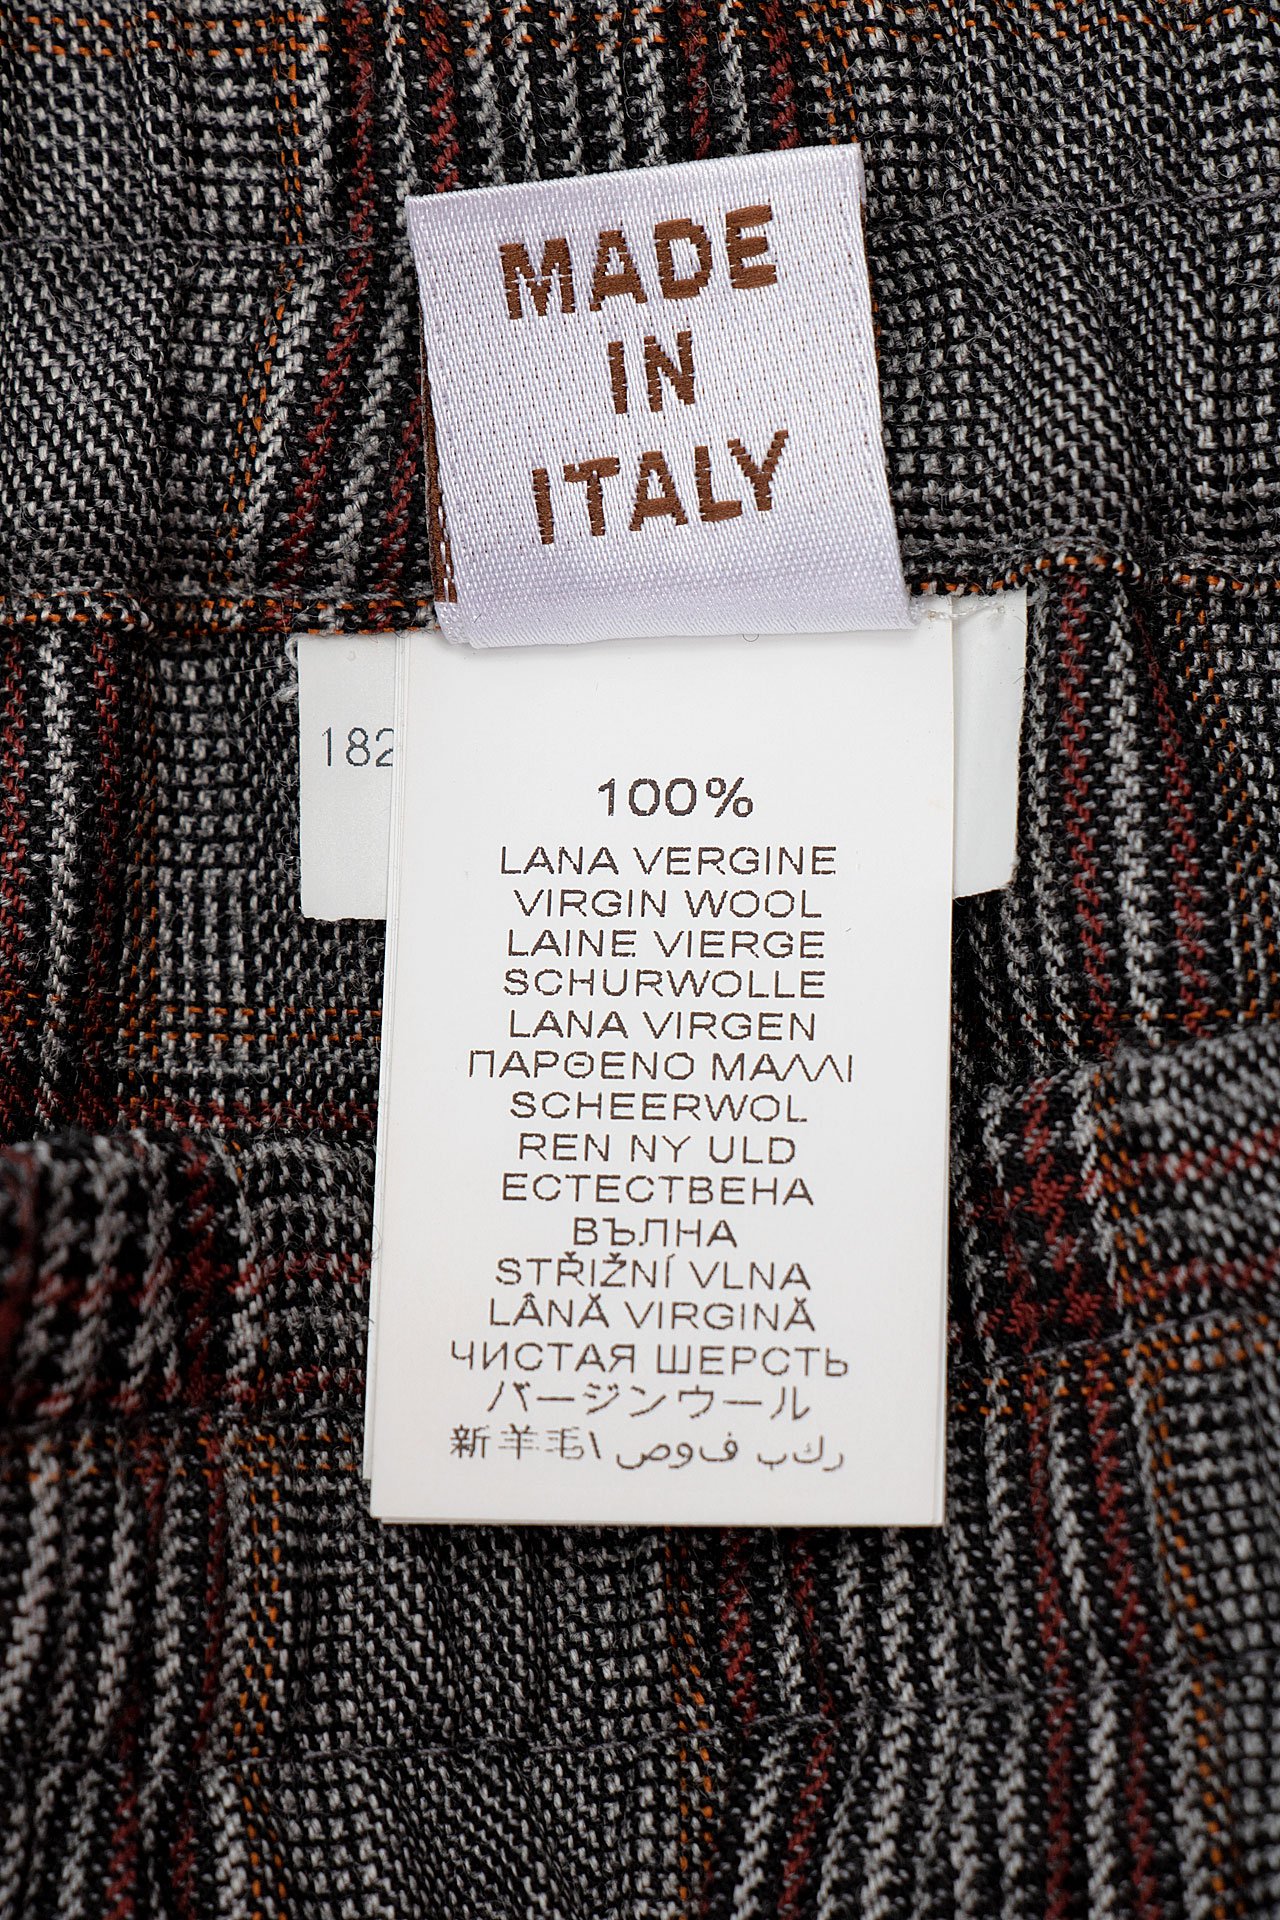 MADE
IN
ITALY
182
100%
LANA VERGINE
VIRGIN WOOL
LAINE VIERGE
SCHURWOLLE
LANA VIRGEN
ΠΑΡΘΕΝΟ ΜΑΛΛΙ
SCHEERWOL
REN NY ULD
ЕСТЕСТВЕНА
ВЪЛНА
STŘIŽNÍ VLNA
LÂNĂ VIRGINĂ
ЧИСТАЯ ШЕРСТЬ
バージンウール
新羊毛\ ركب فوص